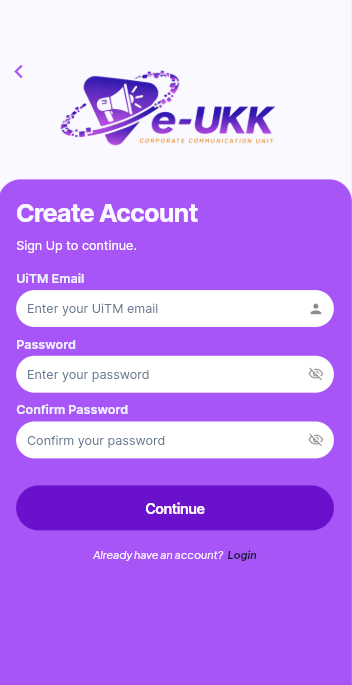 e-UKK
CORPORATE COMMUNICATION UNIT
Create Account
Sign Up to continue.
UiTM Email
Enter your UiTM email
Password
Enter your password
Confirm Password
Confirm your password
Continue
Already have an account? Login